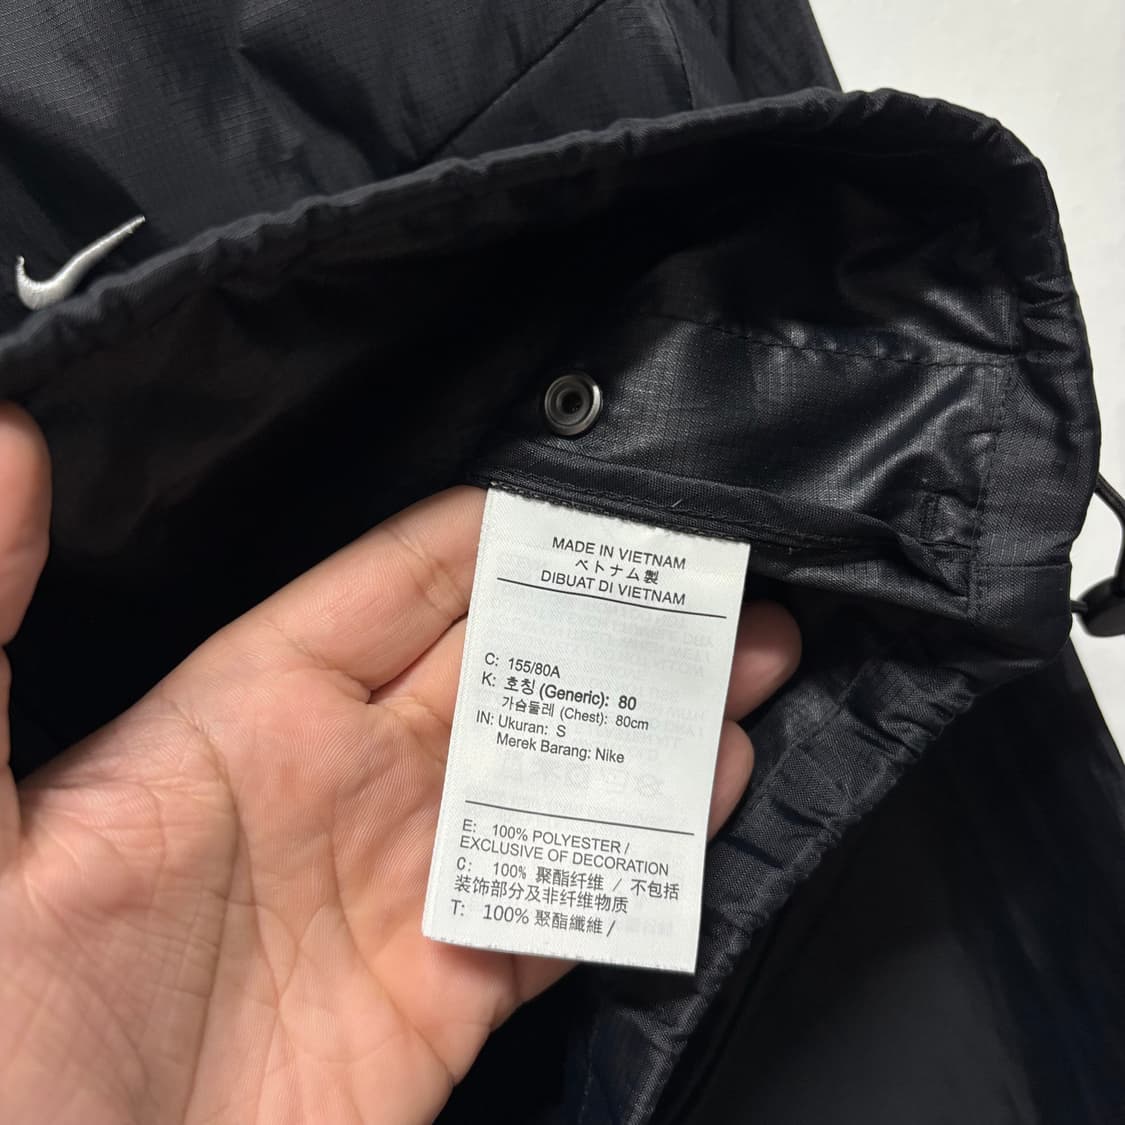 MADE IN VIETNAM
ベトナム製
DIBUAT DI VIETNAM
C: 155/80A
K: 호칭 (Generic): 80
가슴둘레 (Chest): 80cm
IN: Ukuran: S
Merek Barang: Nike
E: 100% POLYESTER /
EXCLUSIVE OF DECORATION
C: 100% 聚酯纤维 / 不包括
装饰部分及非纤维物质
T: 100% 聚酯纖維 /